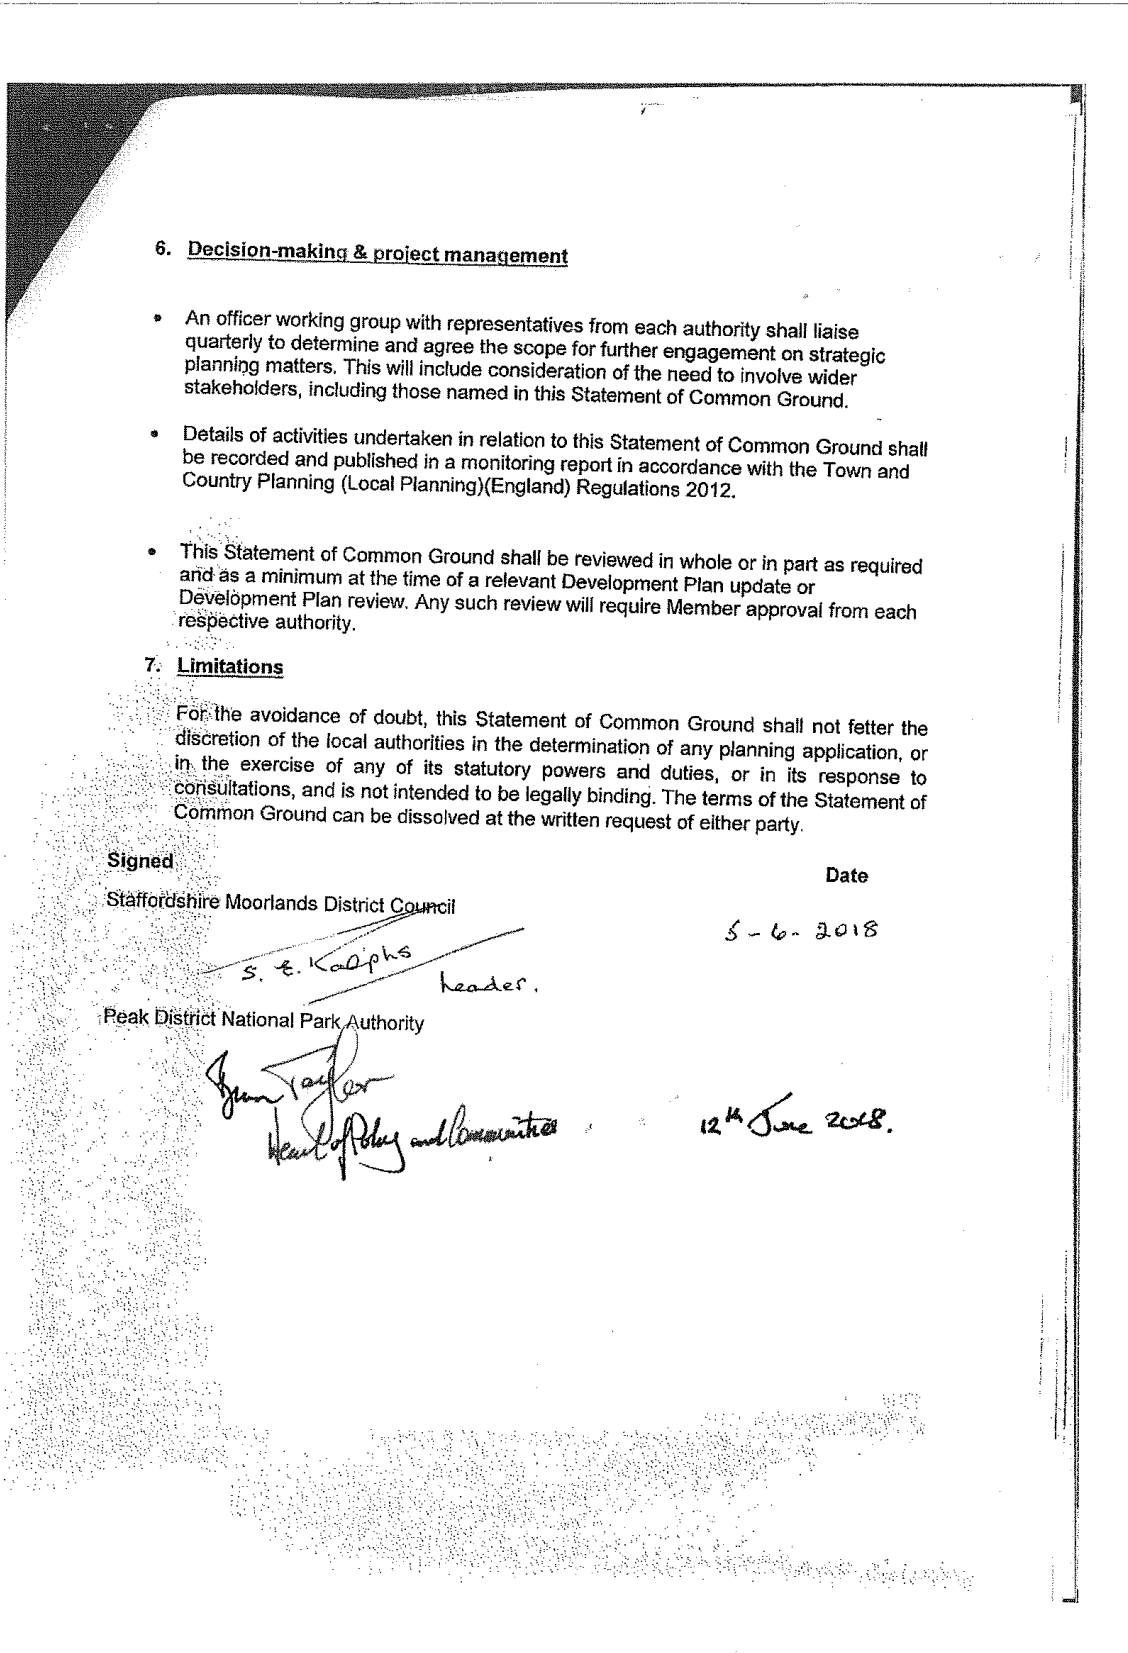 6. Decision-making & project management
• An officer working group with representatives from each authority shall liaise
quarterly to determine and agree the scope for further engagement on strategic
planning matters. This will include consideration of the need to involve wider
stakeholders, including those named in this Statement of Common Ground.
• Details of activities undertaken in relation to this Statement of Common Ground shall
be recorded and published in a monitoring report in accordance with the Town and
Country Planning (Local Planning)(England) Regulations 2012.
• This Statement of Common Ground shall be reviewed in whole or in part as required
and as a minimum at the time of a relevant Development Plan update or
Development Plan review. Any such review will require Member approval from each
respective authority.
7. Limitations
For the avoidance of doubt, this Statement of Common Ground shall not fetter the
discretion of the local authorities in the determination of any planning application, or
in the exercise of any of its statutory powers and duties, or in its response to
consultations, and is not intended to be legally binding. The terms of the Statement of
Common Ground can be dissolved at the written request of either party.
Signed
Date
Staffordshire Moorlands District Council
5-6-2018
S. E.
Leader.
Peak District National Park Authority
Taylor
Head of Policy and Communities
12th June 2018.